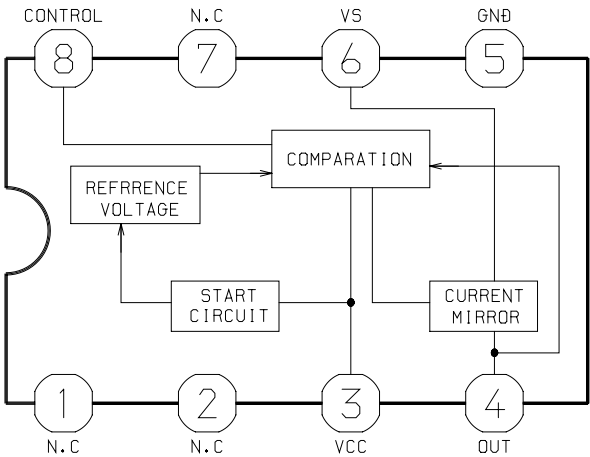 CONTROL N.C VS GND
8 7 6 5
COMPARATION
REFRRENCE
VOLTAGE
START
CIRCUIT
CURRENT
MIRROR
1 2 3 4
N.C N.C VCC OUT